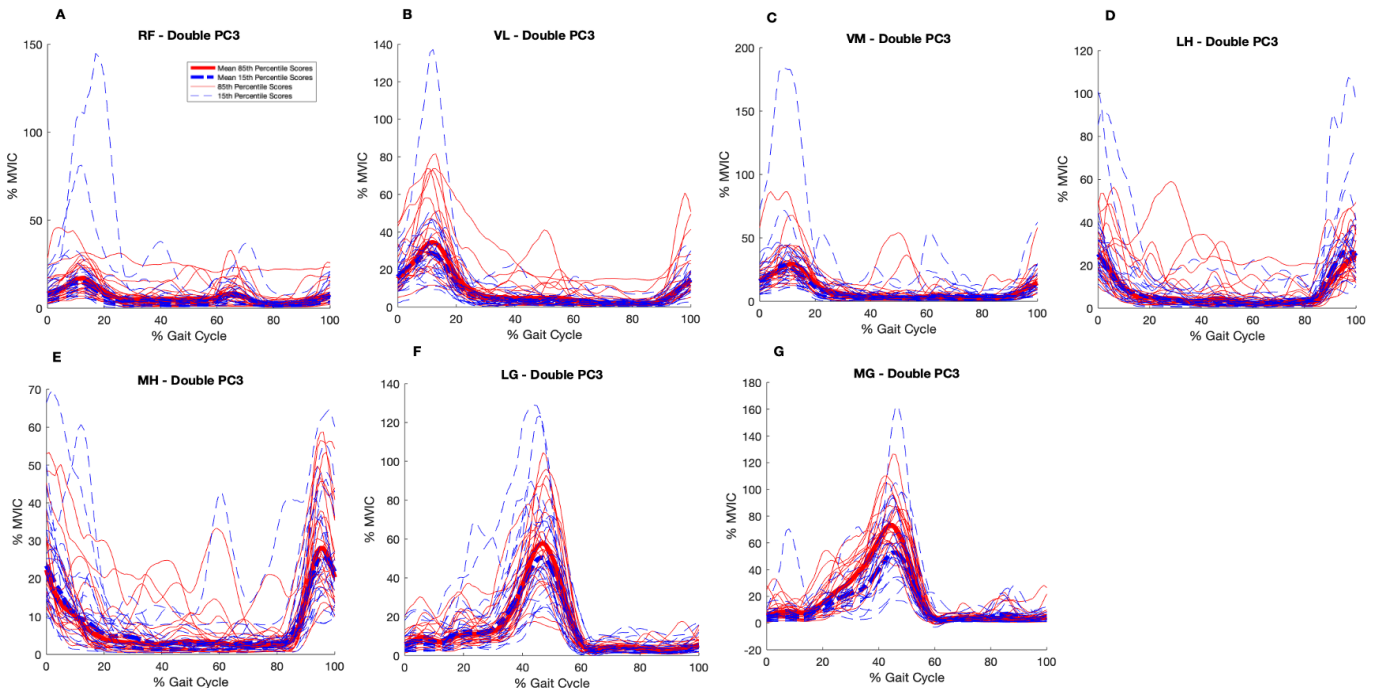 A
RF - Double PC3
150
100
50
0
% MVIC
0 20 40 60 80 100
% Gait Cycle
Mean 85th Percentile Scores
Mean 15th Percentile Scores
85th Percentile Scores
15th Percentile Scores
B
VL - Double PC3
140
120
100
80
60
40
20
0
% MVIC
0 20 40 60 80 100
% Gait Cycle
C
VM - Double PC3
200
150
100
50
0
% MVIC
0 20 40 60 80 100
% Gait Cycle
D
LH - Double PC3
120
100
80
60
40
20
0
% MVIC
0 20 40 60 80 100
% Gait Cycle
E
MH - Double PC3
70
60
50
40
30
20
10
0
% MVIC
0 20 40 60 80 100
% Gait Cycle
F
LG - Double PC3
140
120
100
80
60
40
20
0
% MVIC
0 20 40 60 80 100
% Gait Cycle
G
MG - Double PC3
180
160
140
120
100
80
60
40
20
0
-20
% MVIC
0 20 40 60 80 100
% Gait Cycle